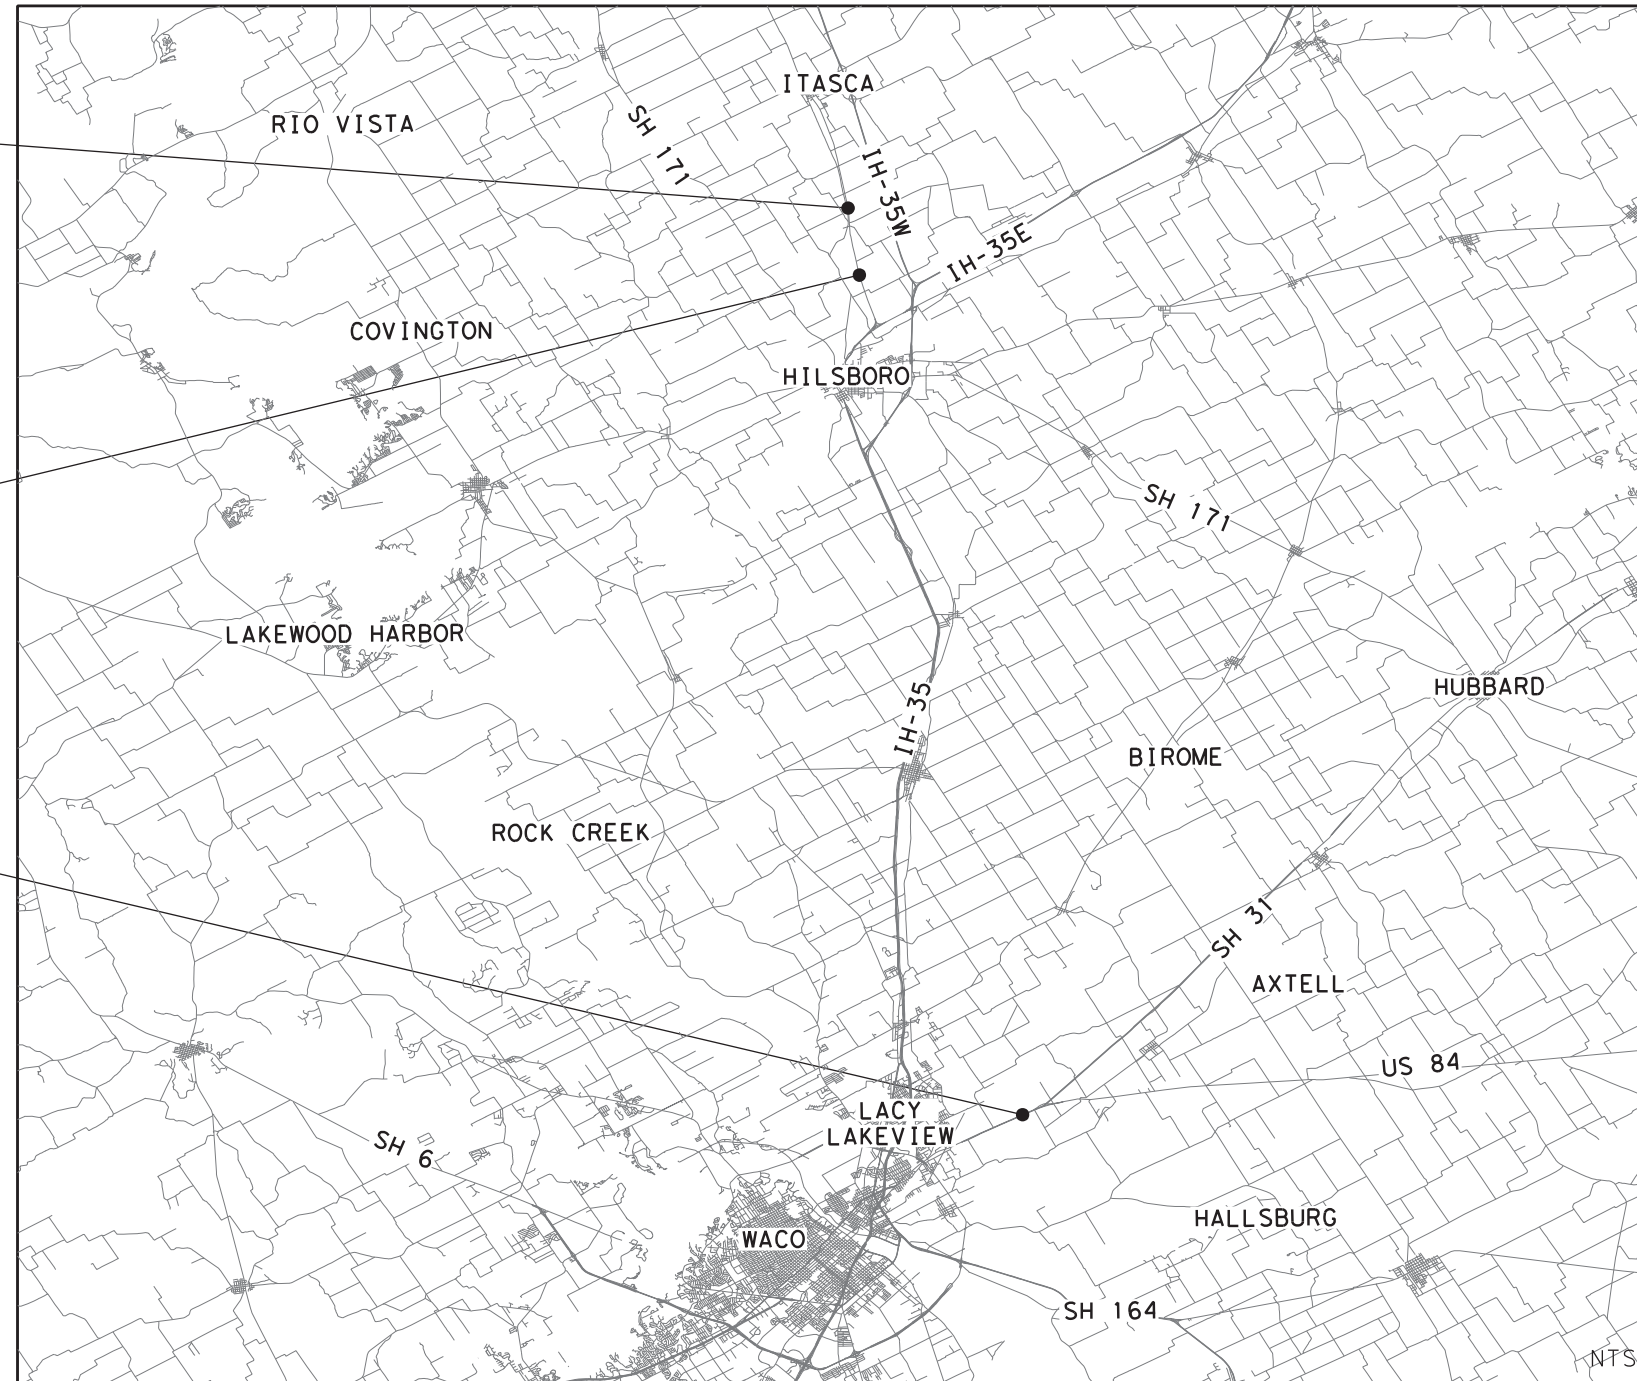 ITASCA
RIO VISTA
SH 171
IH-35W
IH-35E
COVINGTON
HILSBORO
SH 171
LAKEWOOD HARBOR
HUBBARD
IH-35
BIROME
ROCK CREEK
SH 31
AXTELL
US 84
LACY
LAKEVIEW
SH 6
HALLSBURG
WACO
SH 164
NTS